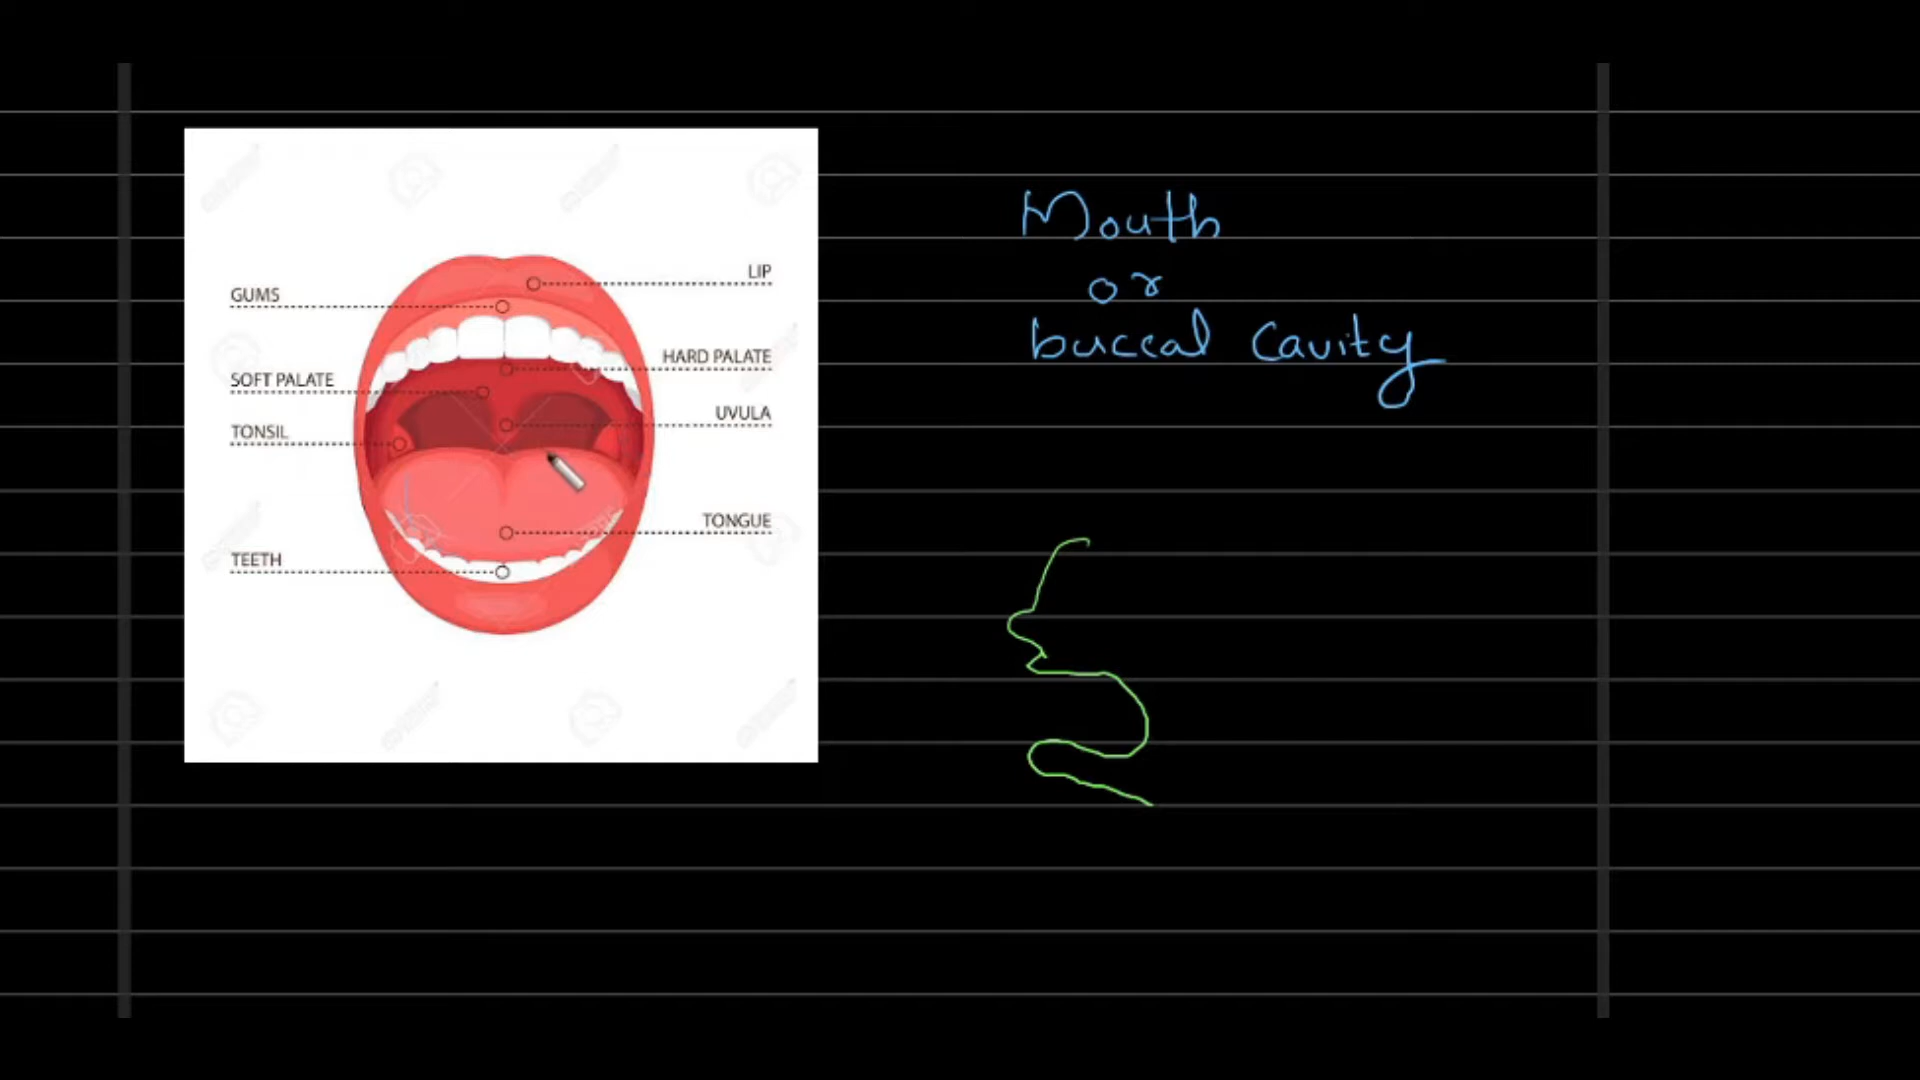 LIP
GUMS
HARD PALATE
SOFT PALATE
UVULA
TONSIL
TONGUE
TEETH
Mouth
or
buccal cavity